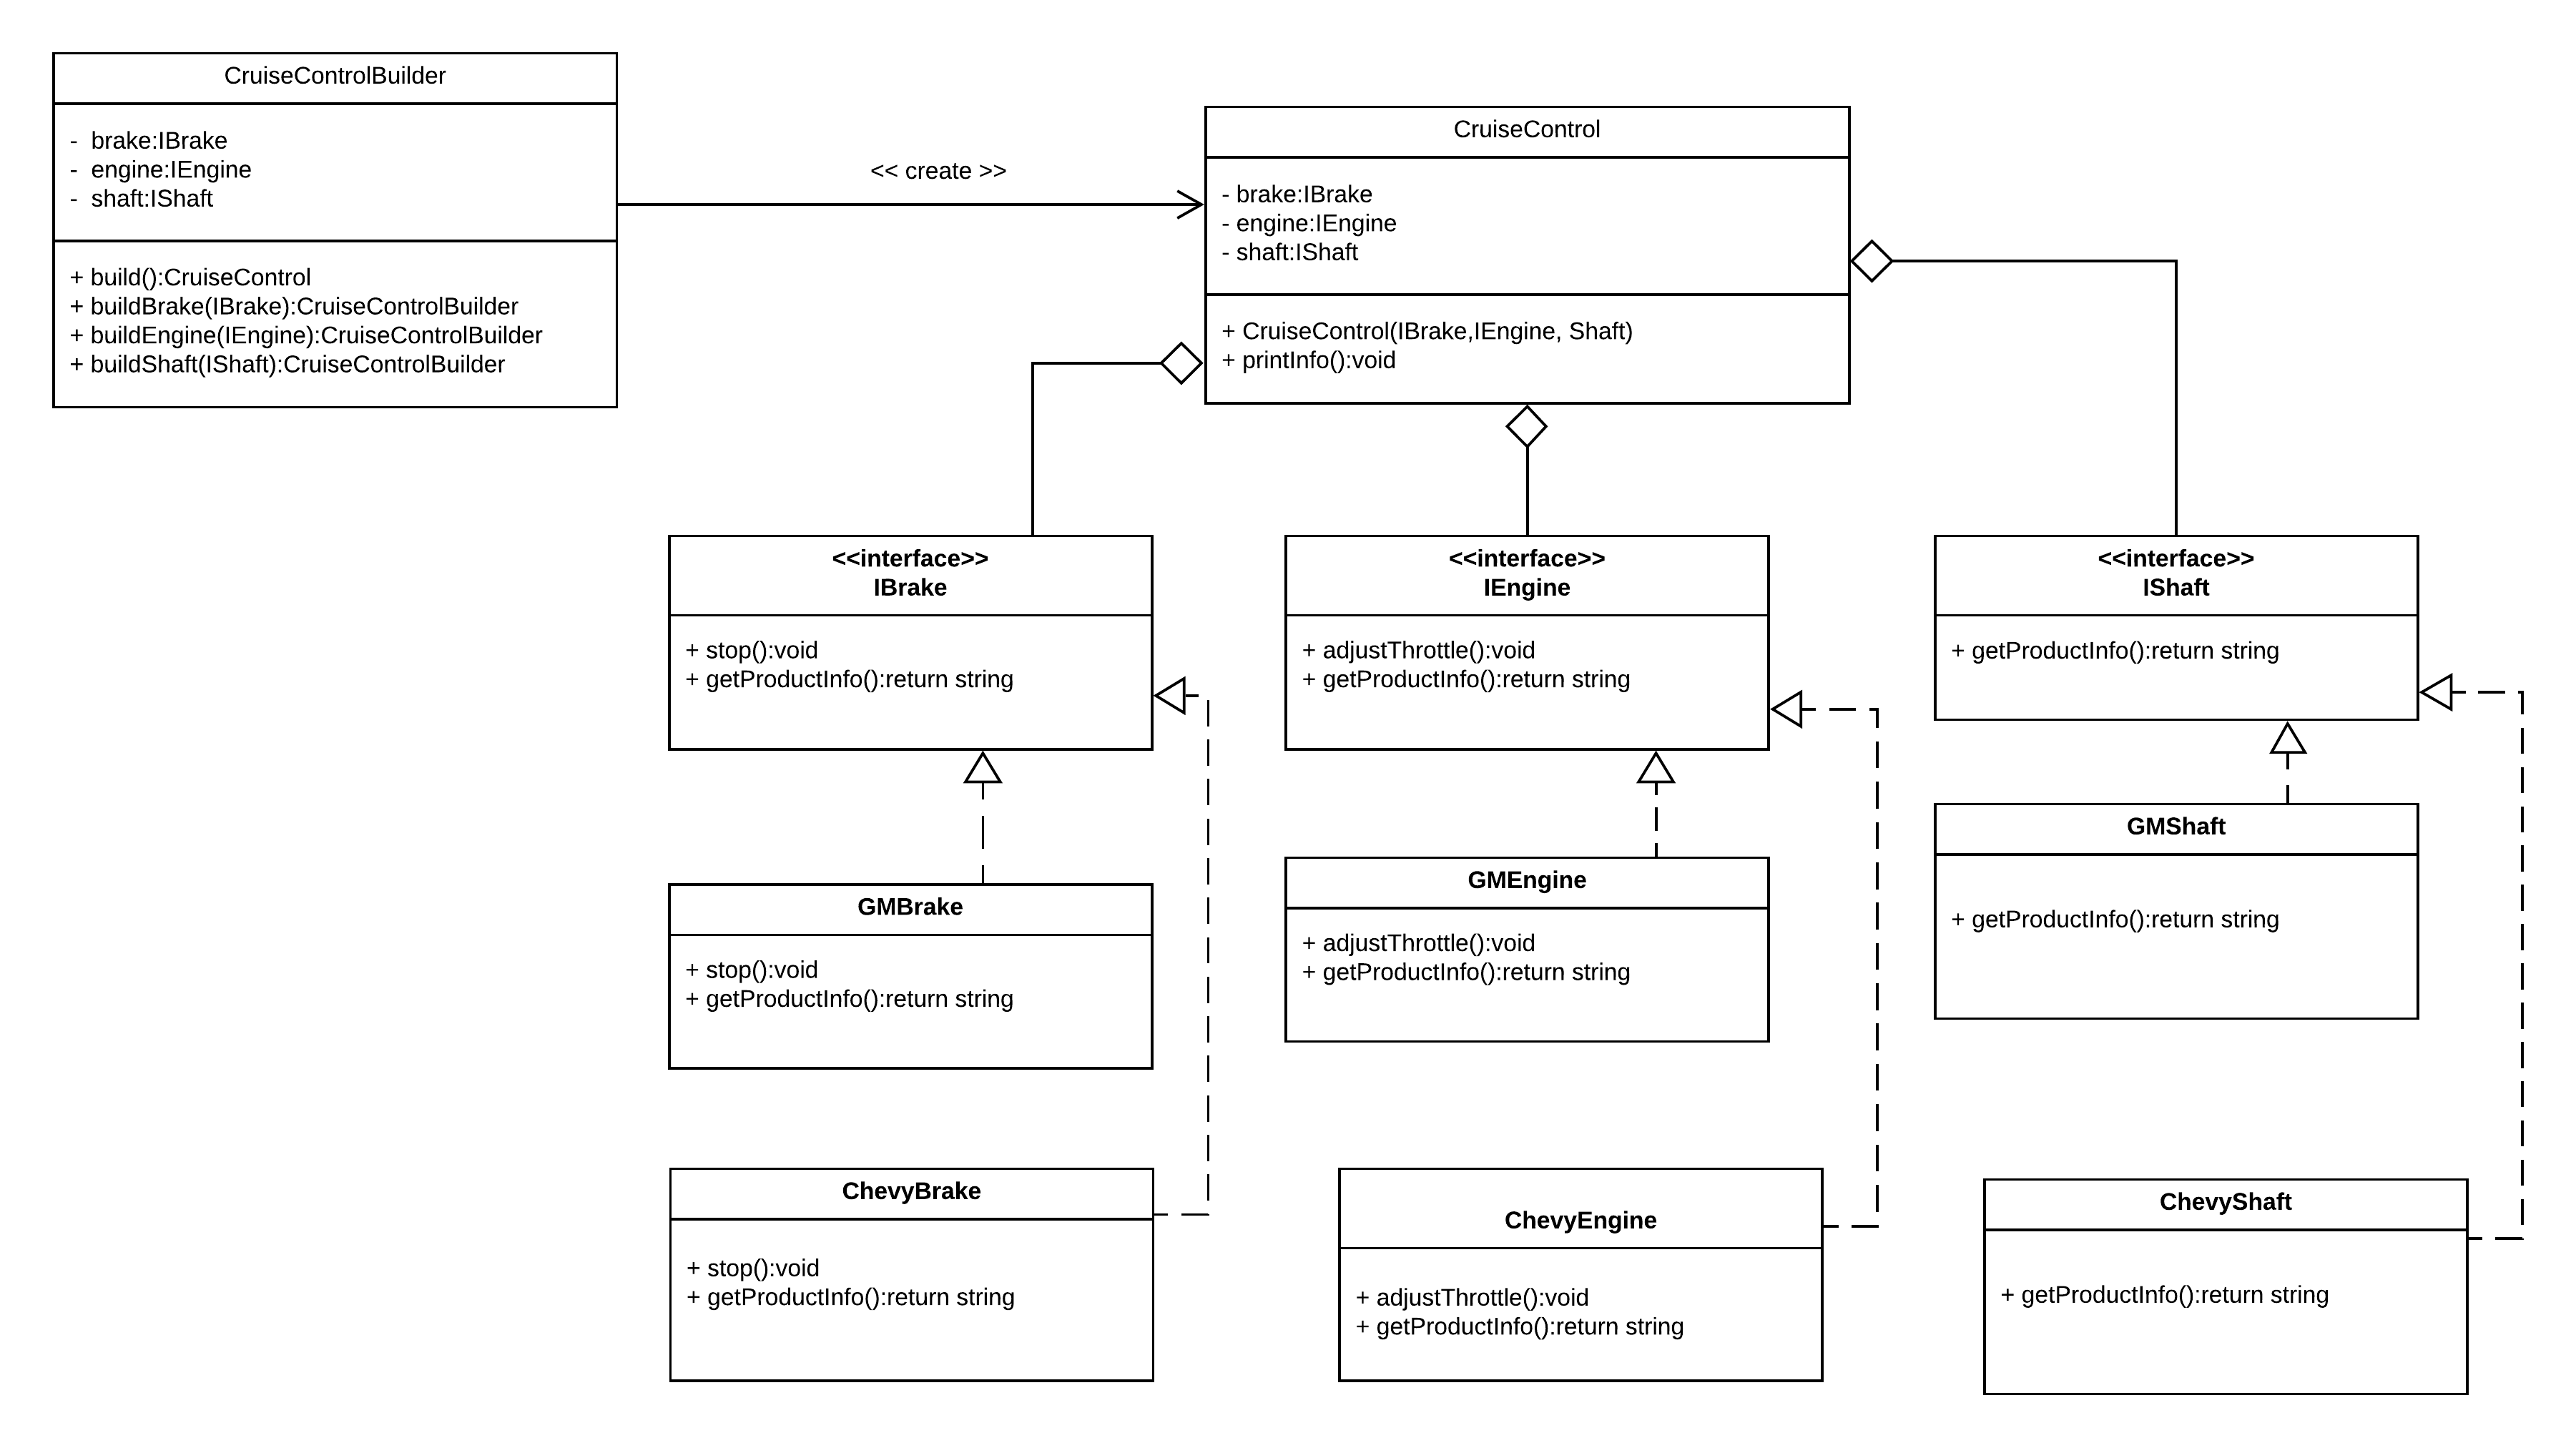 CruiseControlBuilder
-  brake:IBrake
-  engine:IEngine
-  shaft:IShaft
+ build():CruiseControl
+ buildBrake(IBrake):CruiseControlBuilder
+ buildEngine(IEngine):CruiseControlBuilder
+ buildShaft(IShaft):CruiseControlBuilder
<< create >>
CruiseControl
- brake:IBrake
- engine:IEngine
- shaft:IShaft
+ CruiseControl(IBrake,IEngine, Shaft)
+ printInfo():void
<<interface>>
IBrake
+ stop():void
+ getProductInfo():return string
<<interface>>
IEngine
+ adjustThrottle():void
+ getProductInfo():return string
<<interface>>
IShaft
+ getProductInfo():return string
GMBrake
+ stop():void
+ getProductInfo():return string
GMEngine
+ adjustThrottle():void
+ getProductInfo():return string
GMShaft
+ getProductInfo():return string
ChevyBrake
+ stop():void
+ getProductInfo():return string
ChevyEngine
+ adjustThrottle():void
+ getProductInfo():return string
ChevyShaft
+ getProductInfo():return string